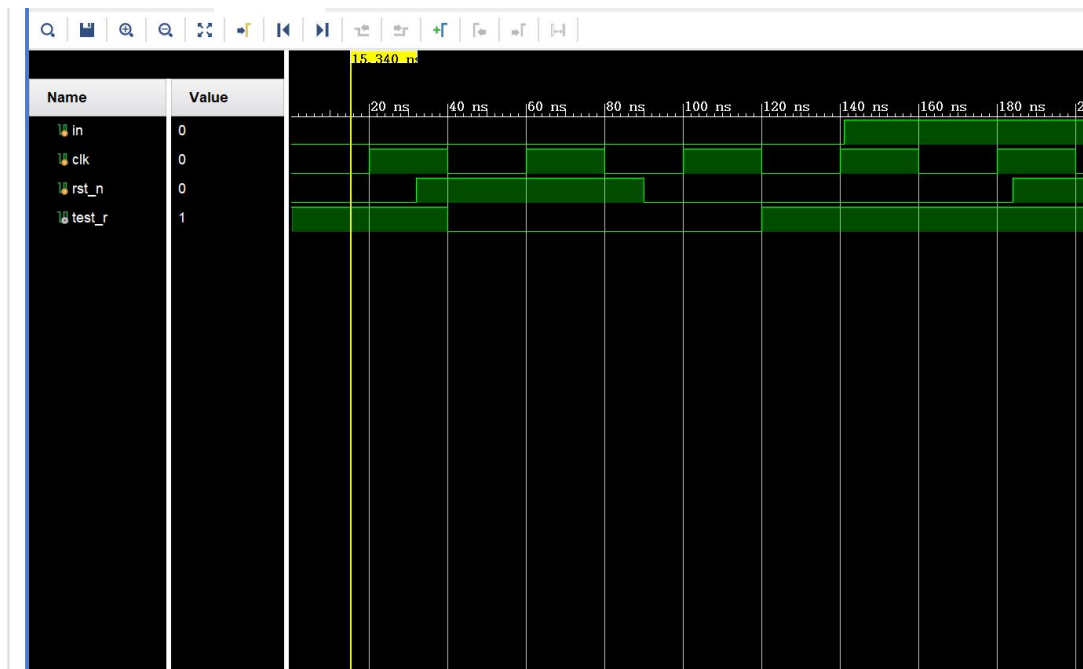 15.340 ns
Name Value
20 ns 40 ns 60 ns 80 ns 100 ns 120 ns 140 ns 160 ns 180 ns 2
in 0
clk 0
rst_n 0
test_r 1